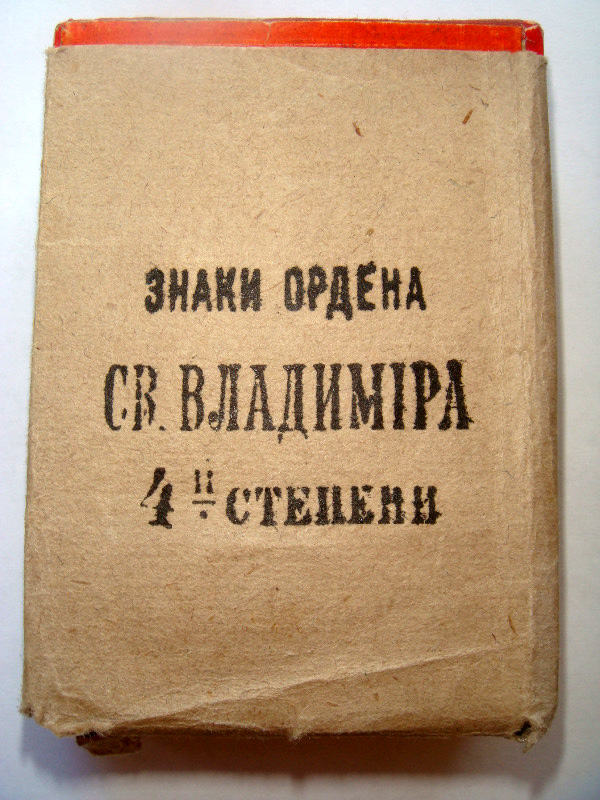 ЗНАКИ ОРДЕНА
СВ. ВЛАДИМІРА
4й СТЕПЕНИ